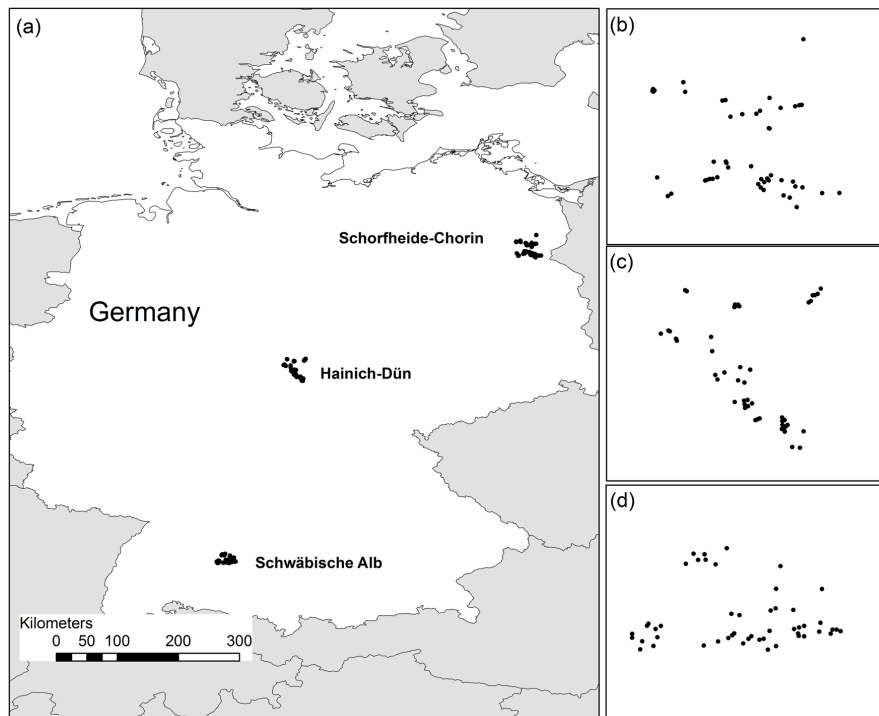 (a)
Schorfheide-Chorin
Germany
Hainich-Dün
Schwäbische Alb
Kilometers
0 50 100 200 300
(b)
(c)
(d)